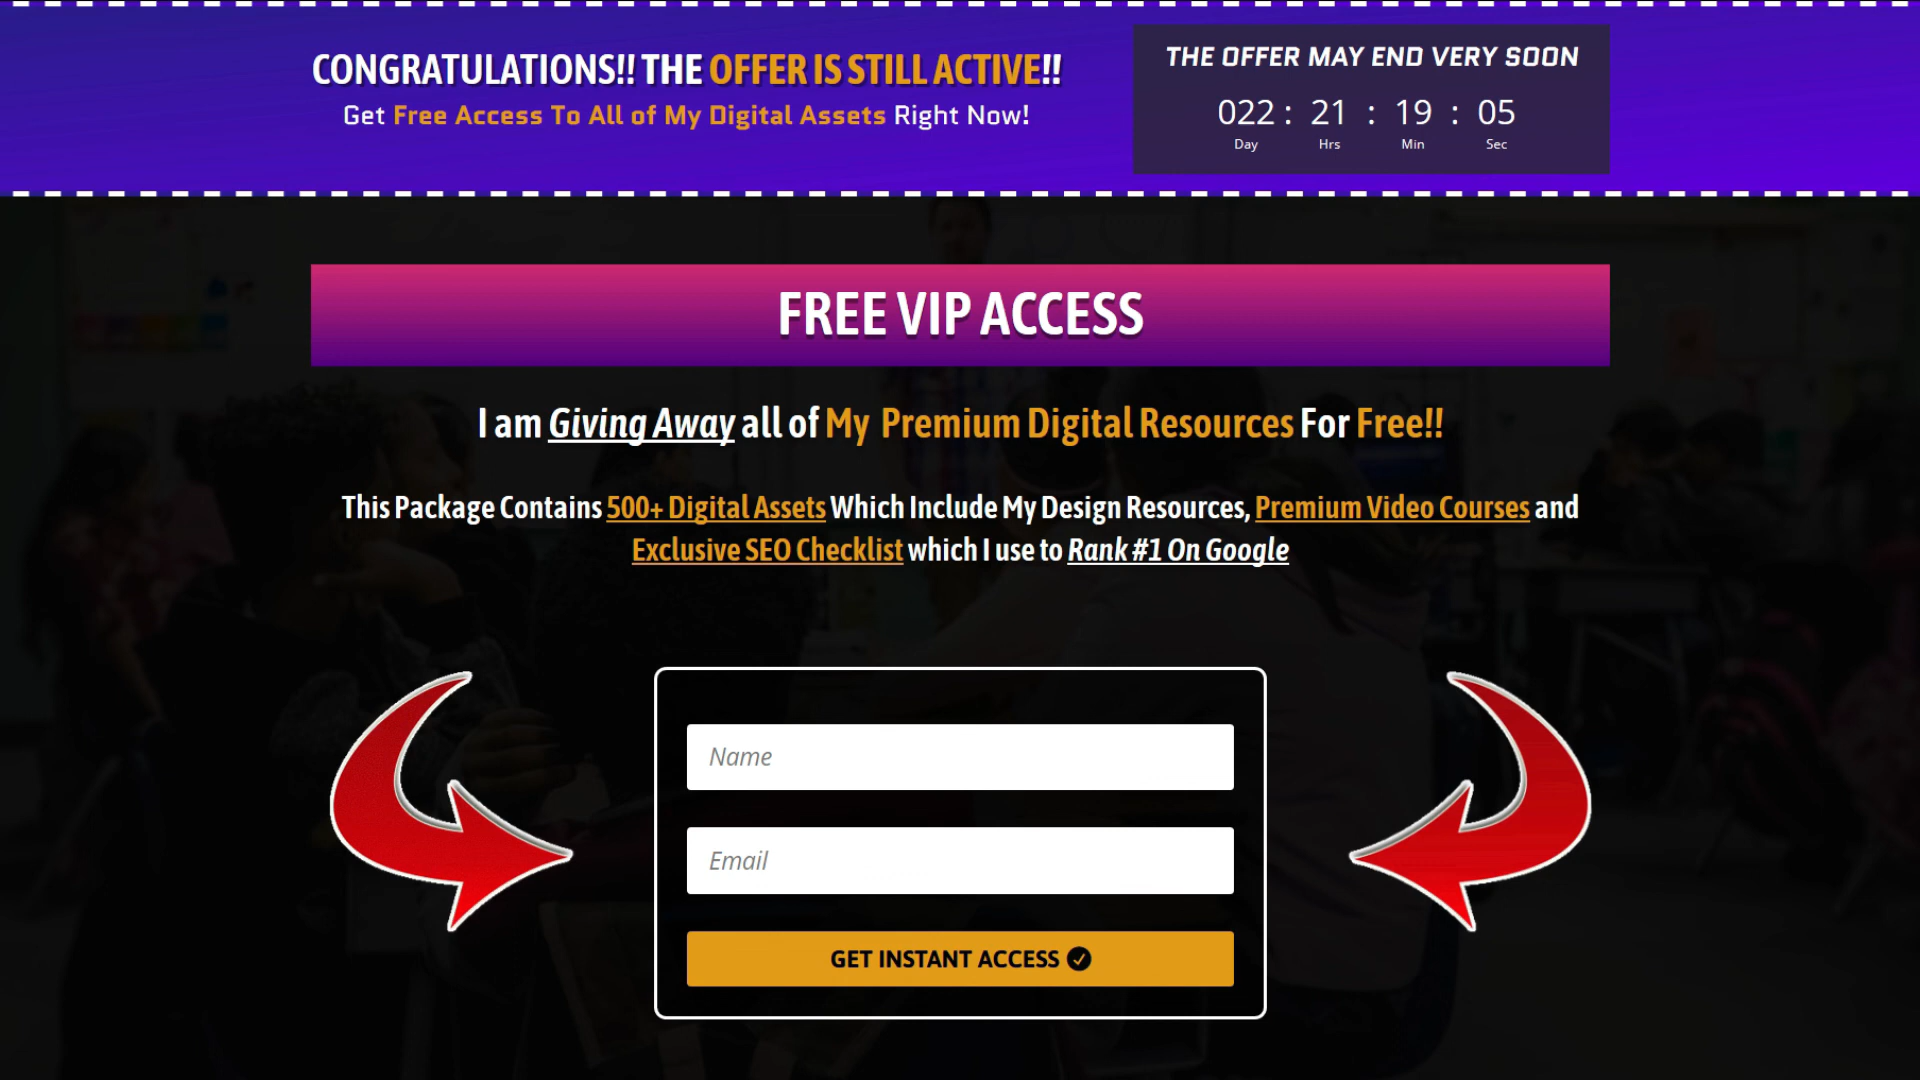 CONGRATULATIONS!! THE OFFER IS STILL ACTIVE!!
Get Free Access To All of My Digital Assets Right Now!
THE OFFER MAY END VERY SOON
022 : 21 : 19 : 05
Day Hrs Min Sec
FREE VIP ACCESS
I am Giving Away all of My Premium Digital Resources For Free!!
This Package Contains 500+ Digital Assets Which Include My Design Resources, Premium Video Courses and
Exclusive SEO Checklist which I use to Rank #1 On Google
Name
Email
GET INSTANT ACCESS